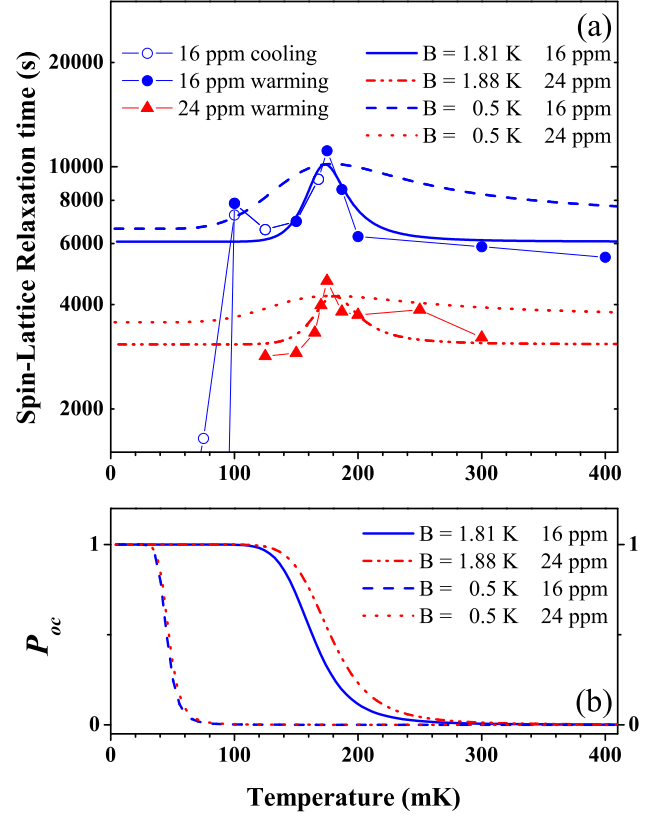 (a)
16 ppm cooling
16 ppm warming
24 ppm warming
B = 1.81 K 16 ppm
B = 1.88 K 24 ppm
B = 0.5 K 16 ppm
B = 0.5 K 24 ppm
Spin-Lattice Relaxation time (s)
20000
10000
8000
6000
4000
2000
0 100 200 300 400
B = 1.81 K 16 ppm
B = 1.88 K 24 ppm
B = 0.5 K 16 ppm
B = 0.5 K 24 ppm
P_oc
1 1
0 0
(b)
0 100 200 300 400
Temperature (mK)